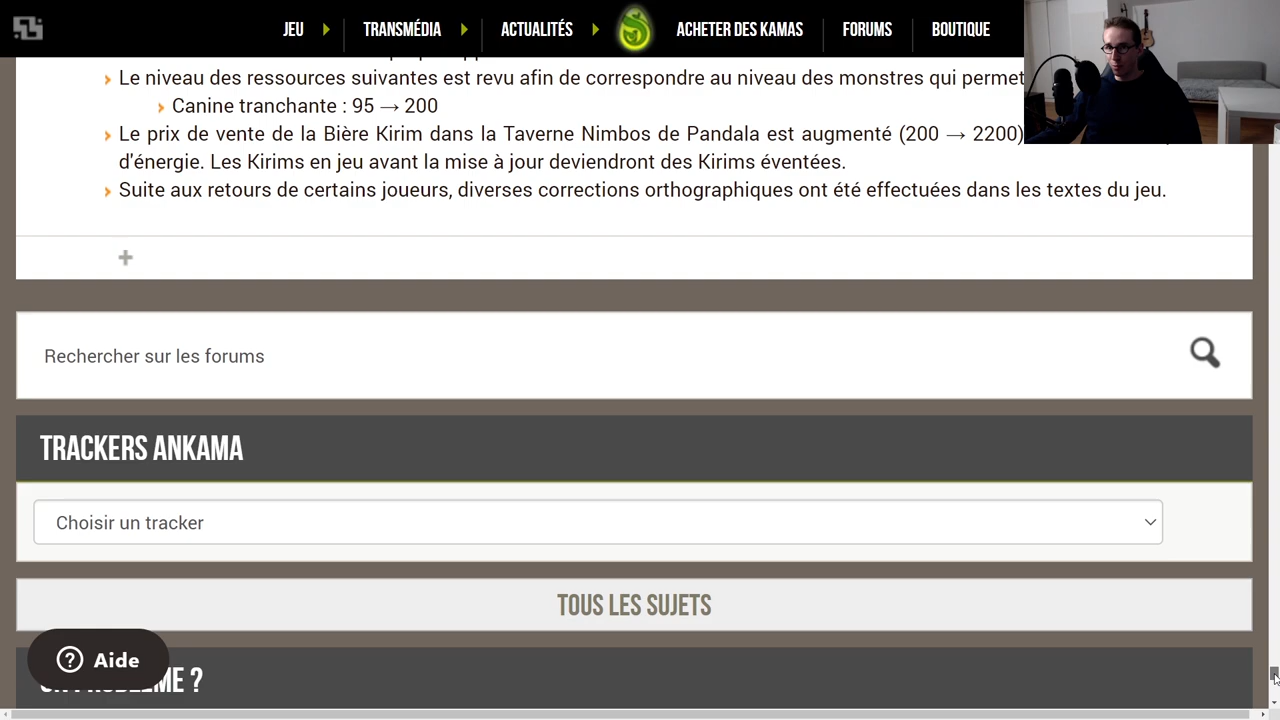 JEU
TRANSMÉDIA
ACTUALITÉS
ACHETER DES KAMAS
FORUMS
BOUTIQUE
Le niveau des ressources suivantes est revu afin de correspondre au niveau des monstres qui permet
Canine tranchante : 95 → 200
Le prix de vente de la Bière Kirim dans la Taverne Nimbos de Pandala est augmenté (200 → 2200)
d'énergie. Les Kirims en jeu avant la mise à jour deviendront des Kirims éventées.
Suite aux retours de certains joueurs, diverses corrections orthographiques ont été effectuées dans les textes du jeu.
Rechercher sur les forums
TRACKERS ANKAMA
Choisir un tracker
TOUS LES SUJETS
Aide
?